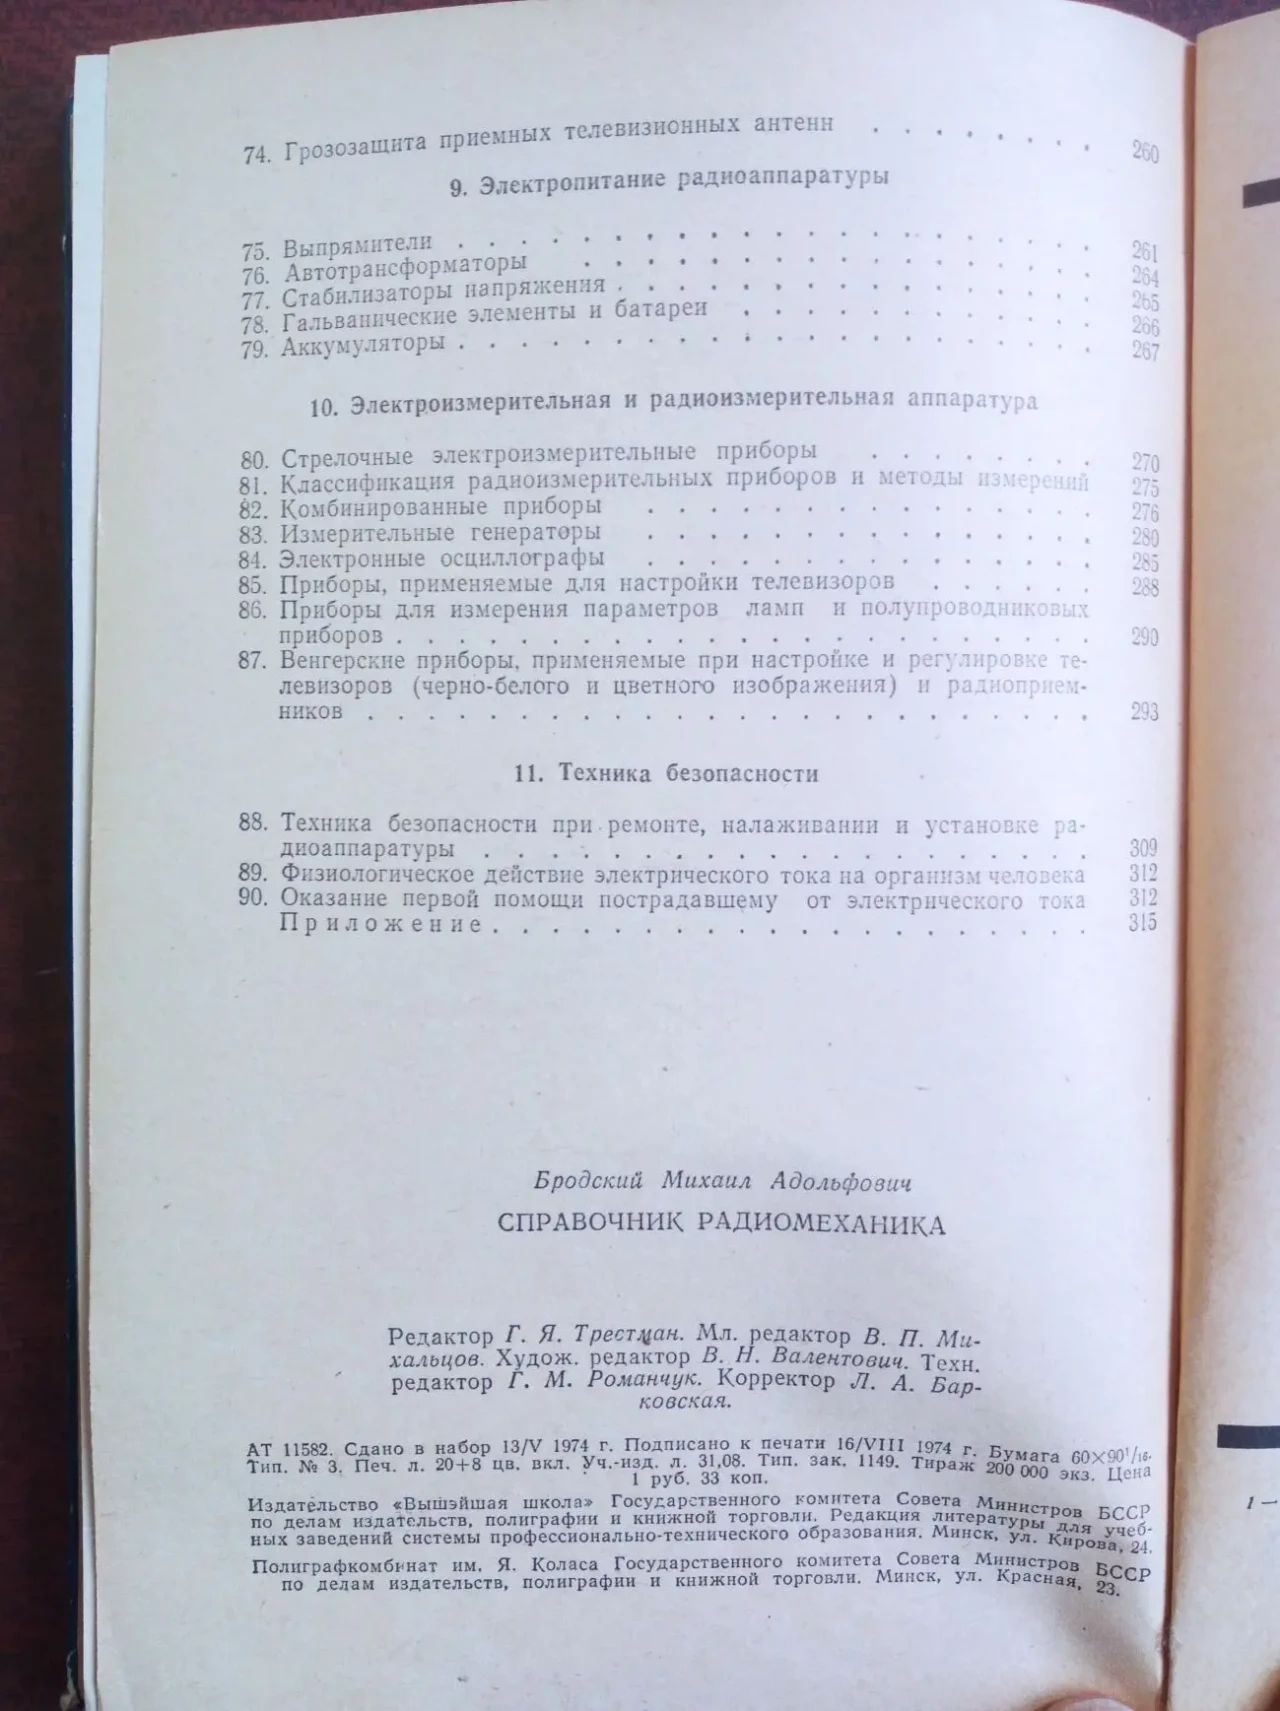 74. Грозозащита приемных телевизионных антенн . . . . . . . . 260
9. Электропитание радиоаппаратуры
75. Выпрямители . . . . . . . . . . . . . . . . . . . . . 261
76. Автотрансформаторы . . . . . . . . . . . . . . . . . 264
77. Стабилизаторы напряжения . . . . . . . . . . . . . . . . 265
78. Гальванические элементы и батареи . . . . . . . . . . . . 266
79. Аккумуляторы . . . . . . . . . . . . . . . . . . . . . 267
10. Электроизмерительная и радиоизмерительная аппаратура
80. Стрелочные электроизмерительные приборы . . . . . . . . 270
81. Классификация радиоизмерительных приборов и методы измерений 275
82. Комбинированные приборы . . . . . . . . . . . . . . . 276
83. Измерительные генераторы . . . . . . . . . . . . . . . 280
84. Электронные осциллографы . . . . . . . . . . . . . . . 285
85. Приборы, применяемые для настройки телевизоров . . . . . . 288
86. Приборы для измерения параметров ламп и полупроводниковых
приборов . . . . . . . . . . . . . . . . . . . . . . . 290
87. Венгерские приборы, применяемые при настройке и регулировке те-
левизоров (черно-белого и цветного изображения) и радиоприем-
ников . . . . . . . . . . . . . . . . . . . . . . . . 293
11. Техника безопасности
88. Техника безопасности при ремонте, налаживании и установке ра-
диоаппаратуры . . . . . . . . . . . . . . . . . . . . 309
89. Физиологическое действие электрического тока на организм человека 312
90. Оказание первой помощи пострадавшему от электрического тока 312
Приложение . . . . . . . . . . . . . . . . . . . . 315
Бродский Михаил Адольфович
СПРАВОЧНИК РАДИОМЕХАНИКА
Редактор Г. Я. Трестман. Мл. редактор В. П. Ми-
хальцов. Худож. редактор В. Н. Валентович. Техн.
редактор Г. М. Романчук. Корректор Л. А. Бар-
ковская.
АТ 11582. Сдано в набор 13/V 1974 г. Подписано к печати 16/VIII 1974 г. Бумага 60×90¹/₁₆.
Тип. № 3. Печ. л. 20+8 цв. вкл. Уч.-изд. л. 31,08. Тип. зак. 1149. Тираж 200 000 экз. Цена
1 руб. 33 коп.
Издательство «Вышэйшая школа» Государственного комитета Совета Министров БССР
по делам издательств, полиграфии и книжной торговли. Редакция литературы для учеб-
ных заведений системы профессионально-технического образования. Минск, ул. Кирова, 24.
Полиграфкомбинат им. Я. Коласа Государственного комитета Совета Министров БССР
по делам издательств, полиграфии и книжной торговли. Минск, ул. Красная, 23.
1—